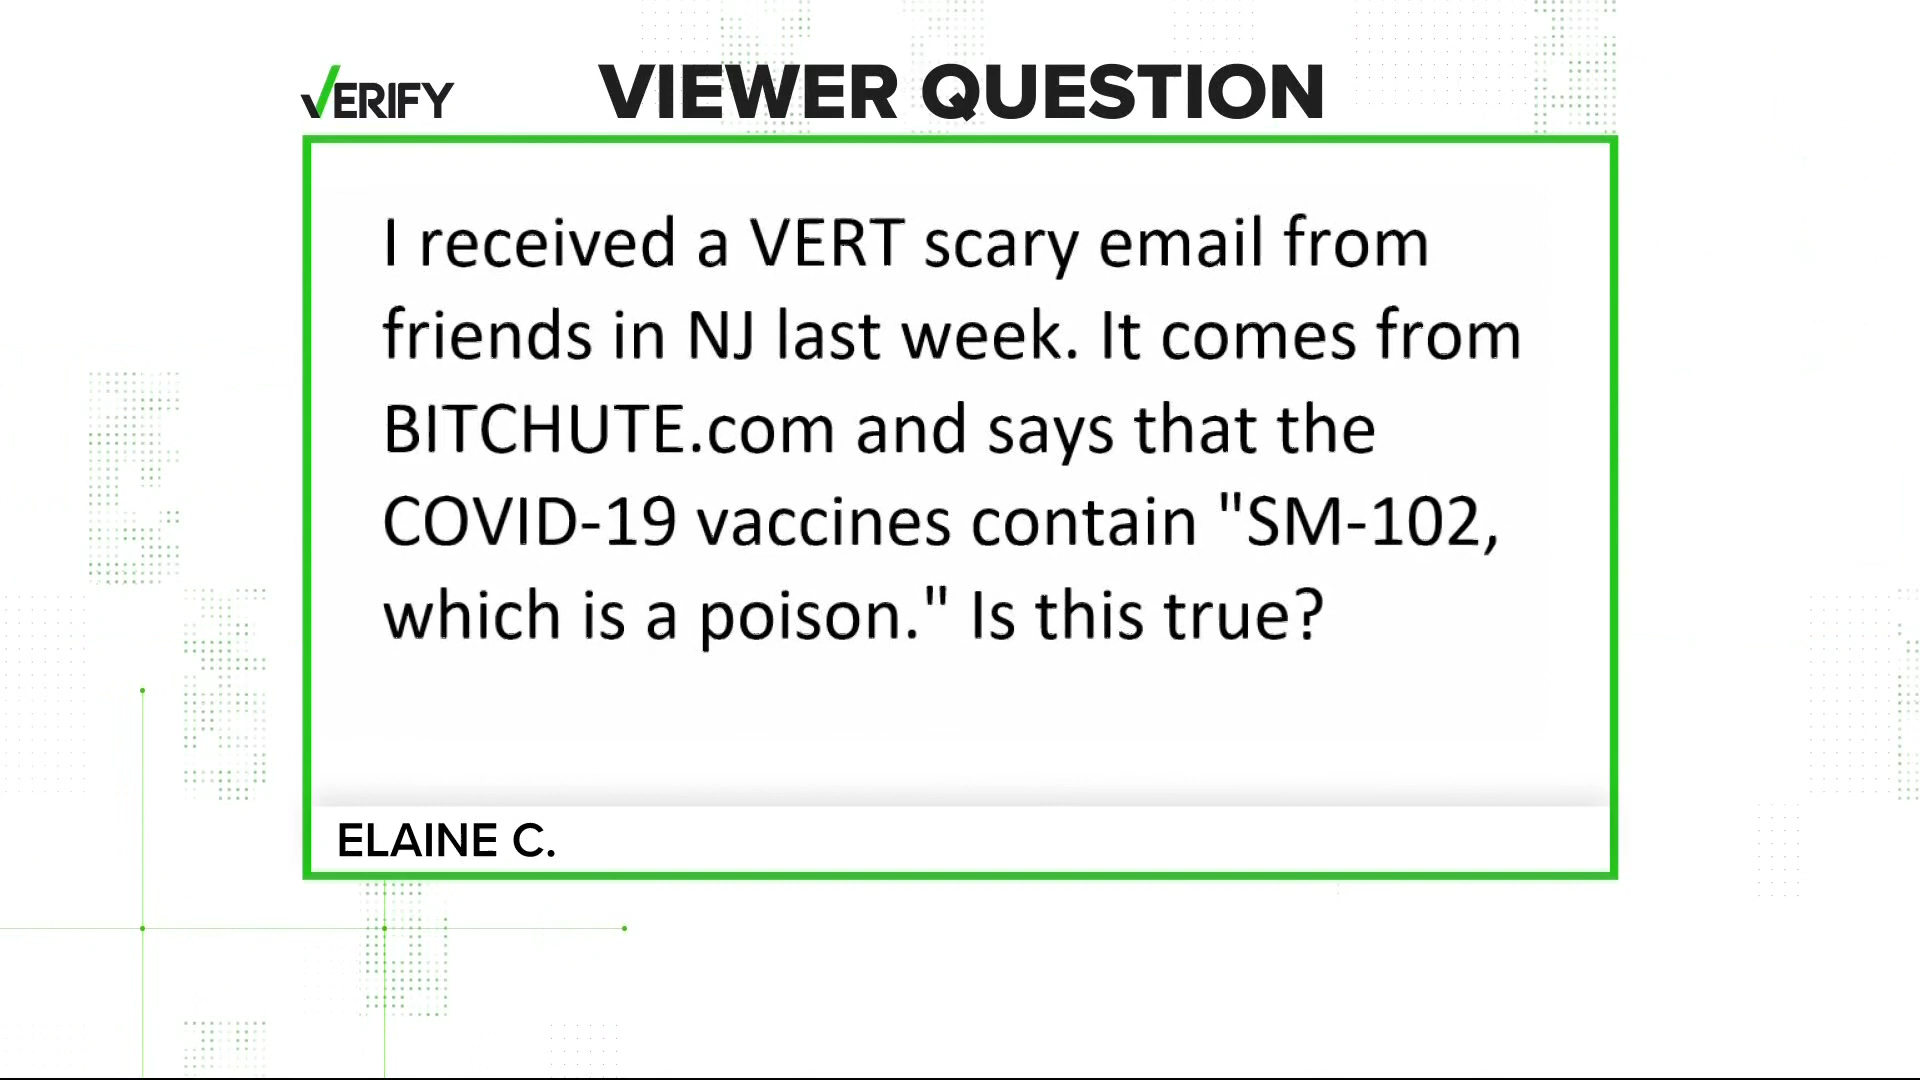 VERIFY
VIEWER QUESTION
I received a VERT scary email from
friends in NJ last week. It comes from
BITCHUTE.com and says that the
COVID-19 vaccines contain "SM-102,
which is a poison." Is this true?
ELAINE C.